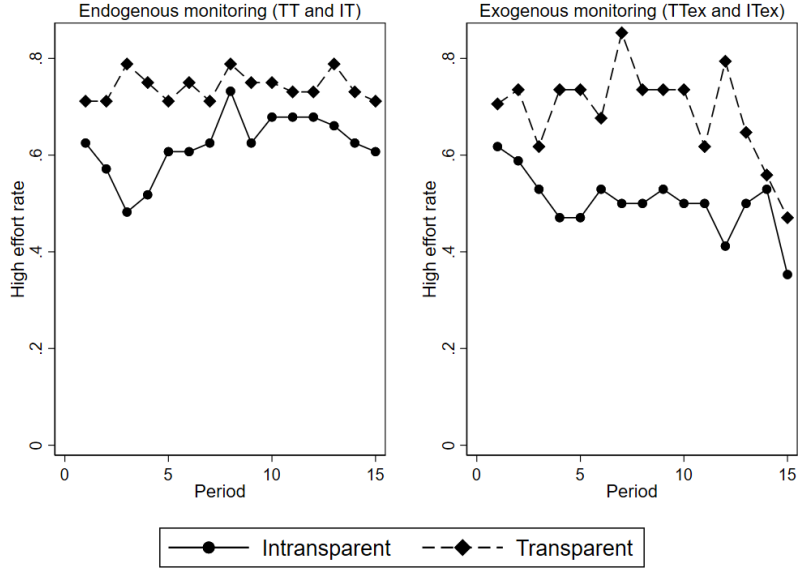 Endogenous monitoring (TT and IT)
High effort rate
0 .2 .4 .6 .8
0 5 10 15
Period
Exogenous monitoring (TTex and ITex)
High effort rate
0 .2 .4 .6 .8
0 5 10 15
Period
Intransparent Transparent